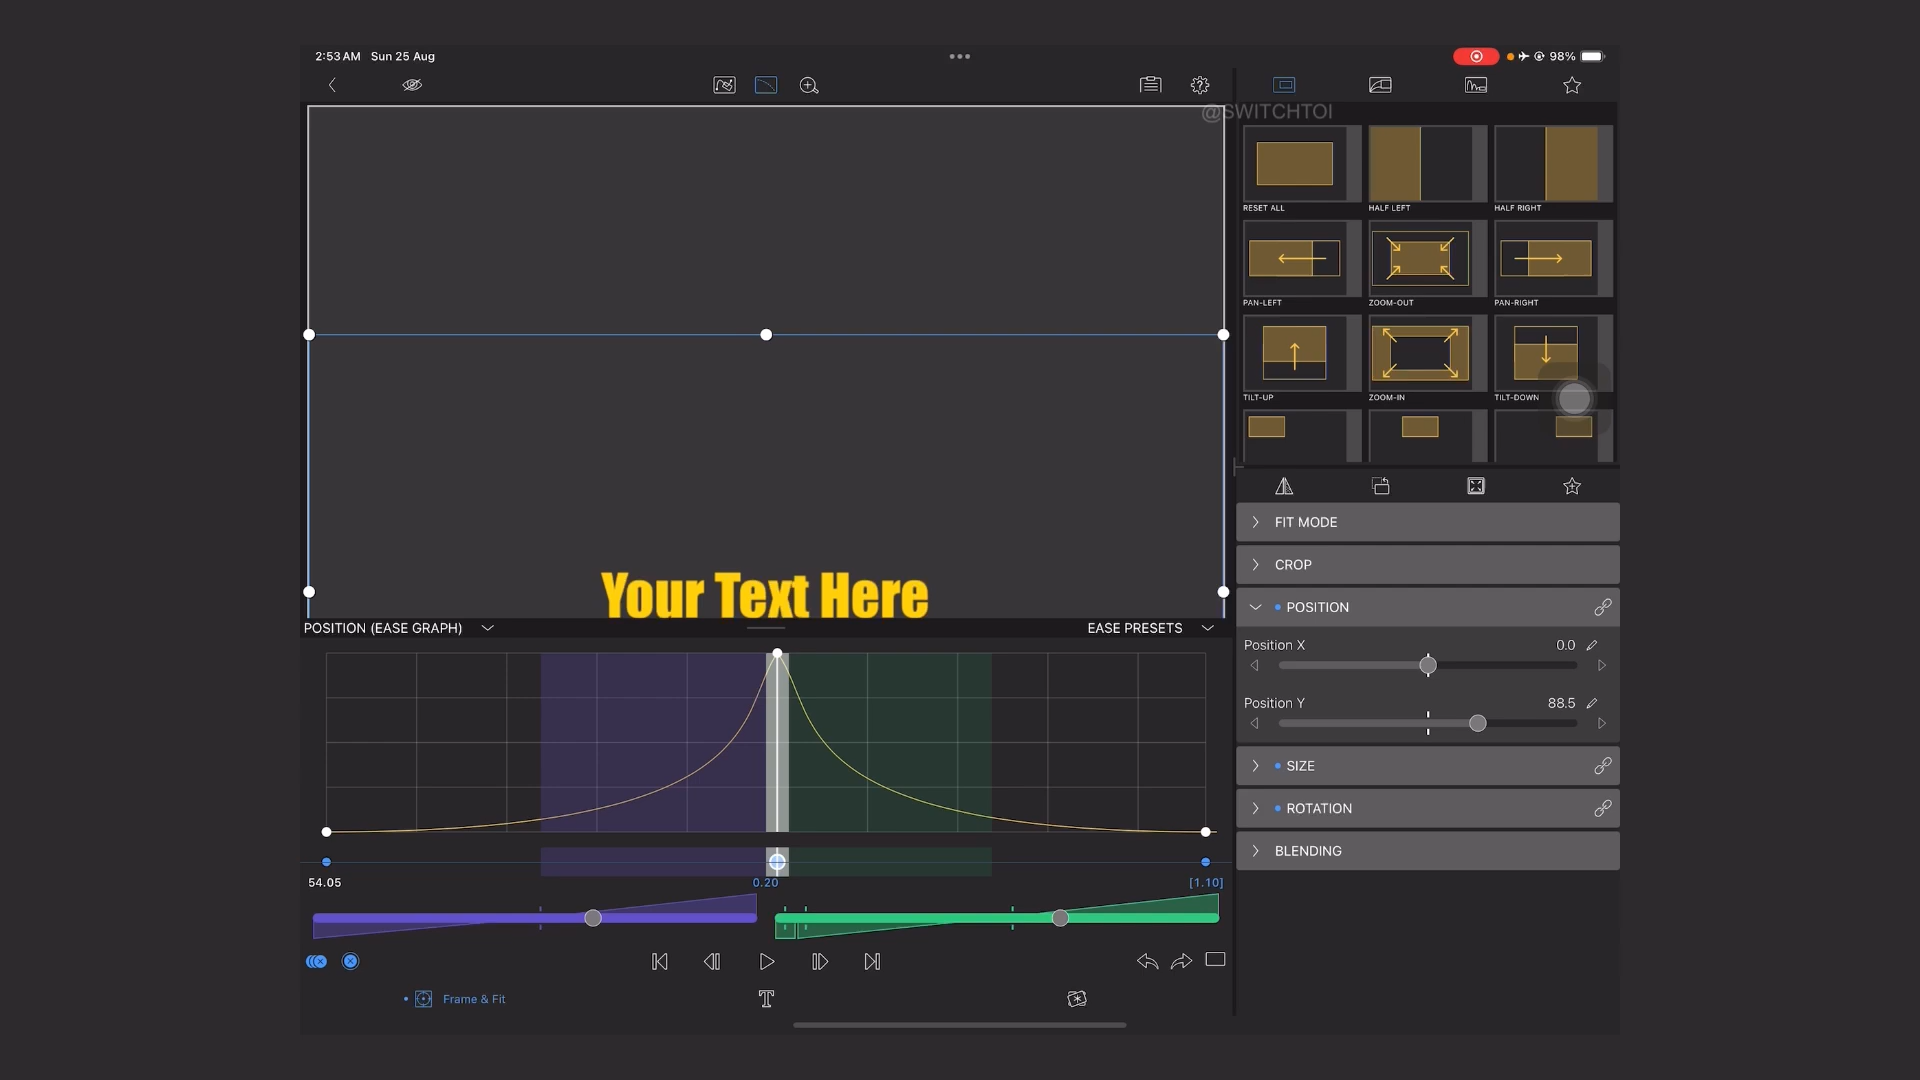 2:53 AM Sun 25 Aug
98%
@SWITCHTOI
RESET ALL
HALF LEFT
HALF RIGHT
PAN-LEFT
ZOOM-OUT
PAN-RIGHT
TILT-UP
ZOOM-IN
TILT-DOWN
FIT MODE
CROP
POSITION
Position X 0.0
Position Y 88.5
SIZE
ROTATION
BLENDING
Your Text Here
POSITION (EASE GRAPH)
EASE PRESETS
54.05
0.20
[1.10]
Frame & Fit